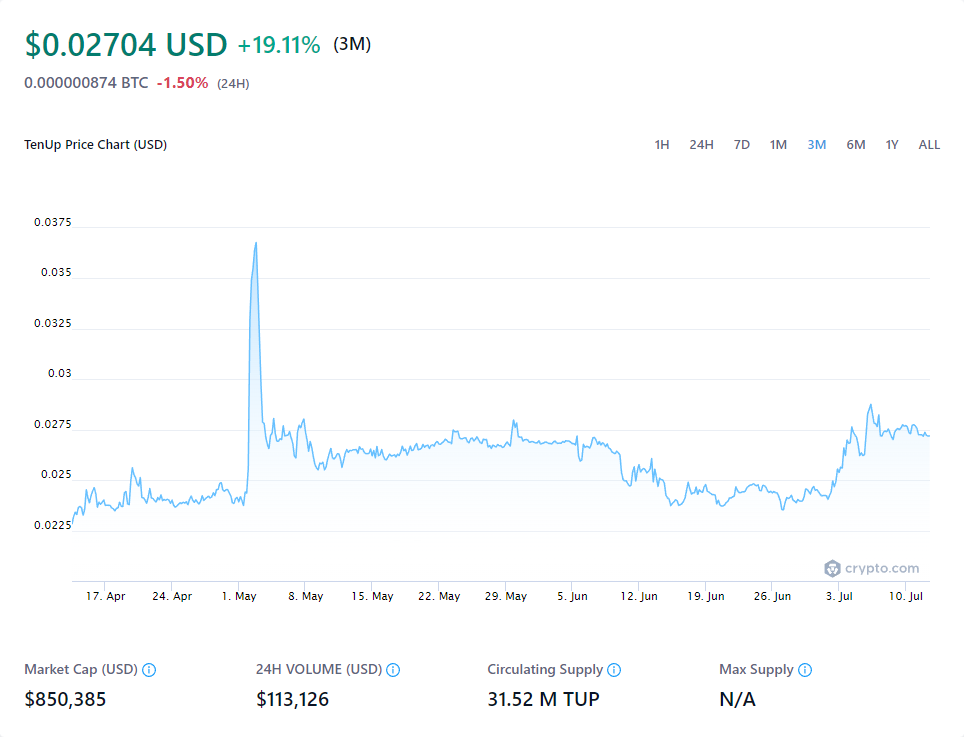 $0.02704 USD +19.11% (3M)
0.000000874 BTC -1.50% (24H)
TenUp Price Chart (USD) 1H 24H 7D 1M 3M 6M 1Y ALL
0.0375
0.035
0.0325
0.03
0.0275
0.025
0.0225
crypto.com
17. Apr 24. Apr 1. May 8. May 15. May 22. May 29. May 5. Jun 12. Jun 19. Jun 26. Jun 3. Jul 10. Jul
Market Cap (USD) 24H VOLUME (USD) Circulating Supply Max Supply
$850,385 $113,126 31.52 M TUP N/A